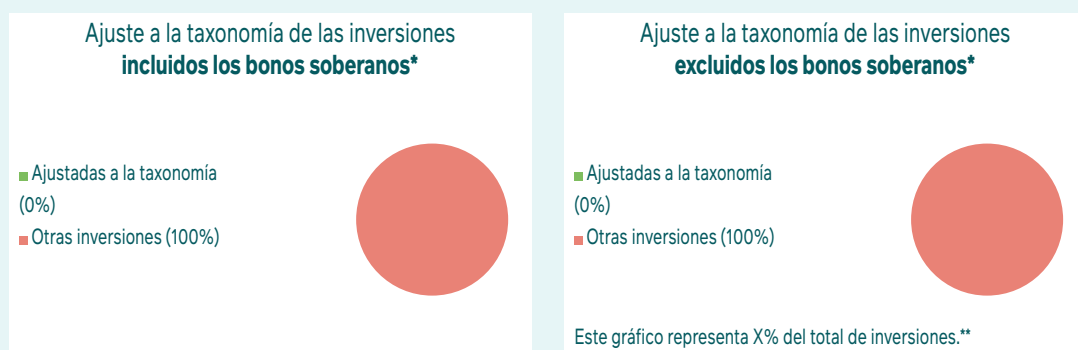 Ajuste a la taxonomía de las inversiones
incluidos los bonos soberanos*
Ajustadas a la taxonomía
(0%)
Otras inversiones (100%)
Ajuste a la taxonomía de las inversiones
excluidos los bonos soberanos*
Ajustadas a la taxonomía
(0%)
Otras inversiones (100%)
Este gráfico representa X% del total de inversiones.**